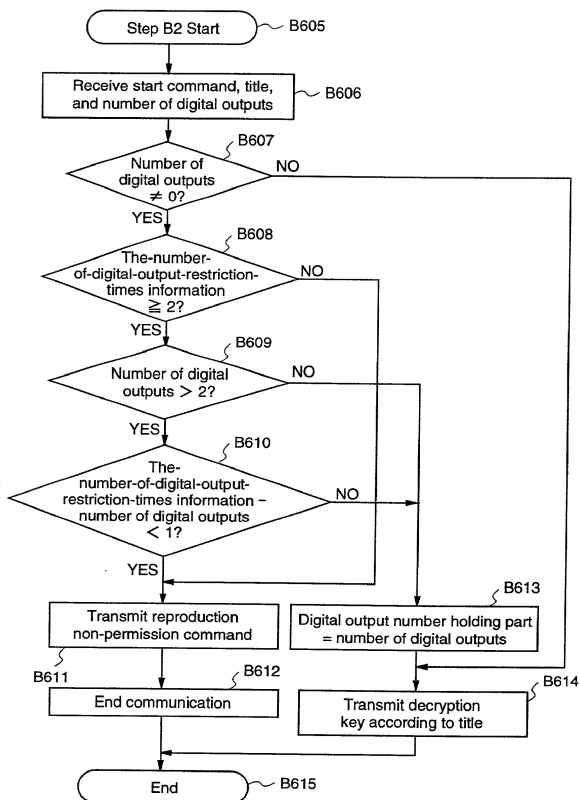 Step B2 Start
B605
Receive start command, title,
and number of digital outputs
B606
B607
Number of
digital outputs
≠ 0?
NO
YES
B608
The-number-
of-digital-output-restriction-
times information
≧ 2?
NO
YES
B609
Number of digital
outputs > 2?
NO
YES
B610
The-
number-of-digital-output-
restriction-times information –
number of digital outputs
< 1?
NO
YES
Transmit reproduction
non-permission command
B611
B613
Digital output number holding part
= number of digital outputs
B612
End communication
B614
Transmit decryption
key according to title
End
B615